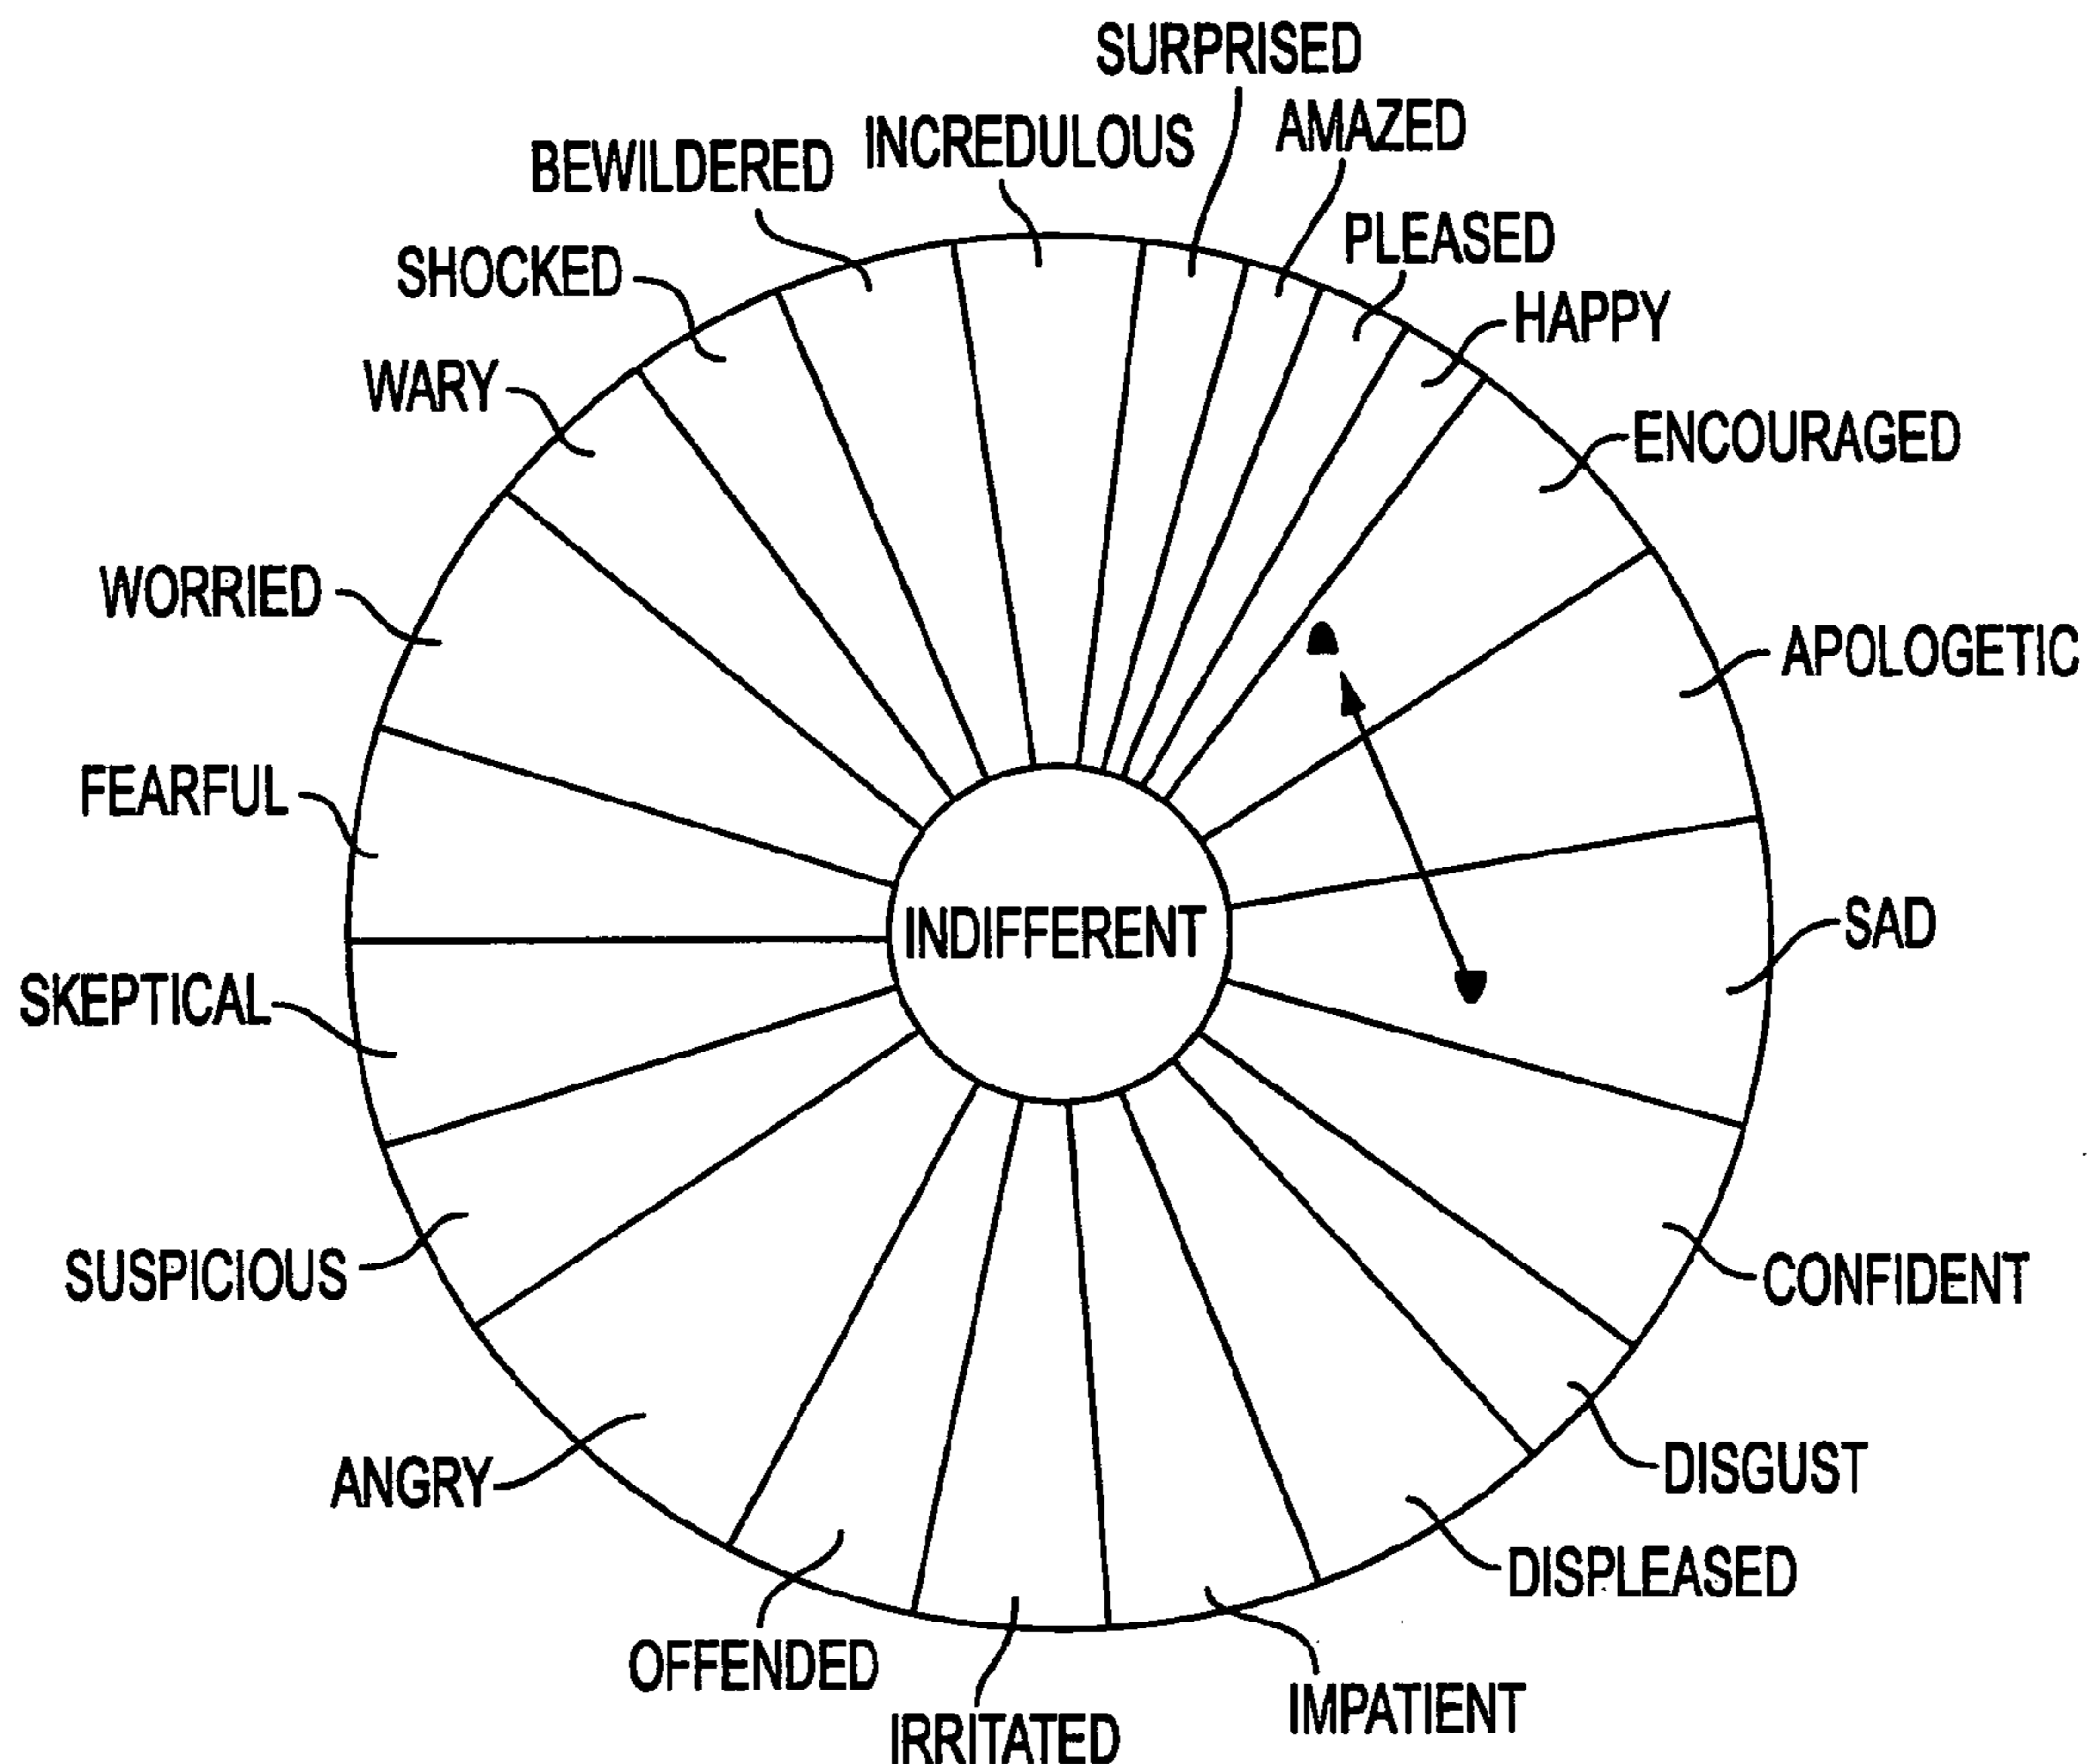 SURPRISED
AMAZED
INCREDULOUS
BEWILDERED
PLEASED
SHOCKED
HAPPY
WARY
ENCOURAGED
WORRIED
APOLOGETIC
FEARFUL
INDIFFERENT
SAD
SKEPTICAL
SUSPICIOUS
CONFIDENT
ANGRY
DISGUST
DISPLEASED
OFFENDED
IMPATIENT
IRRITATED